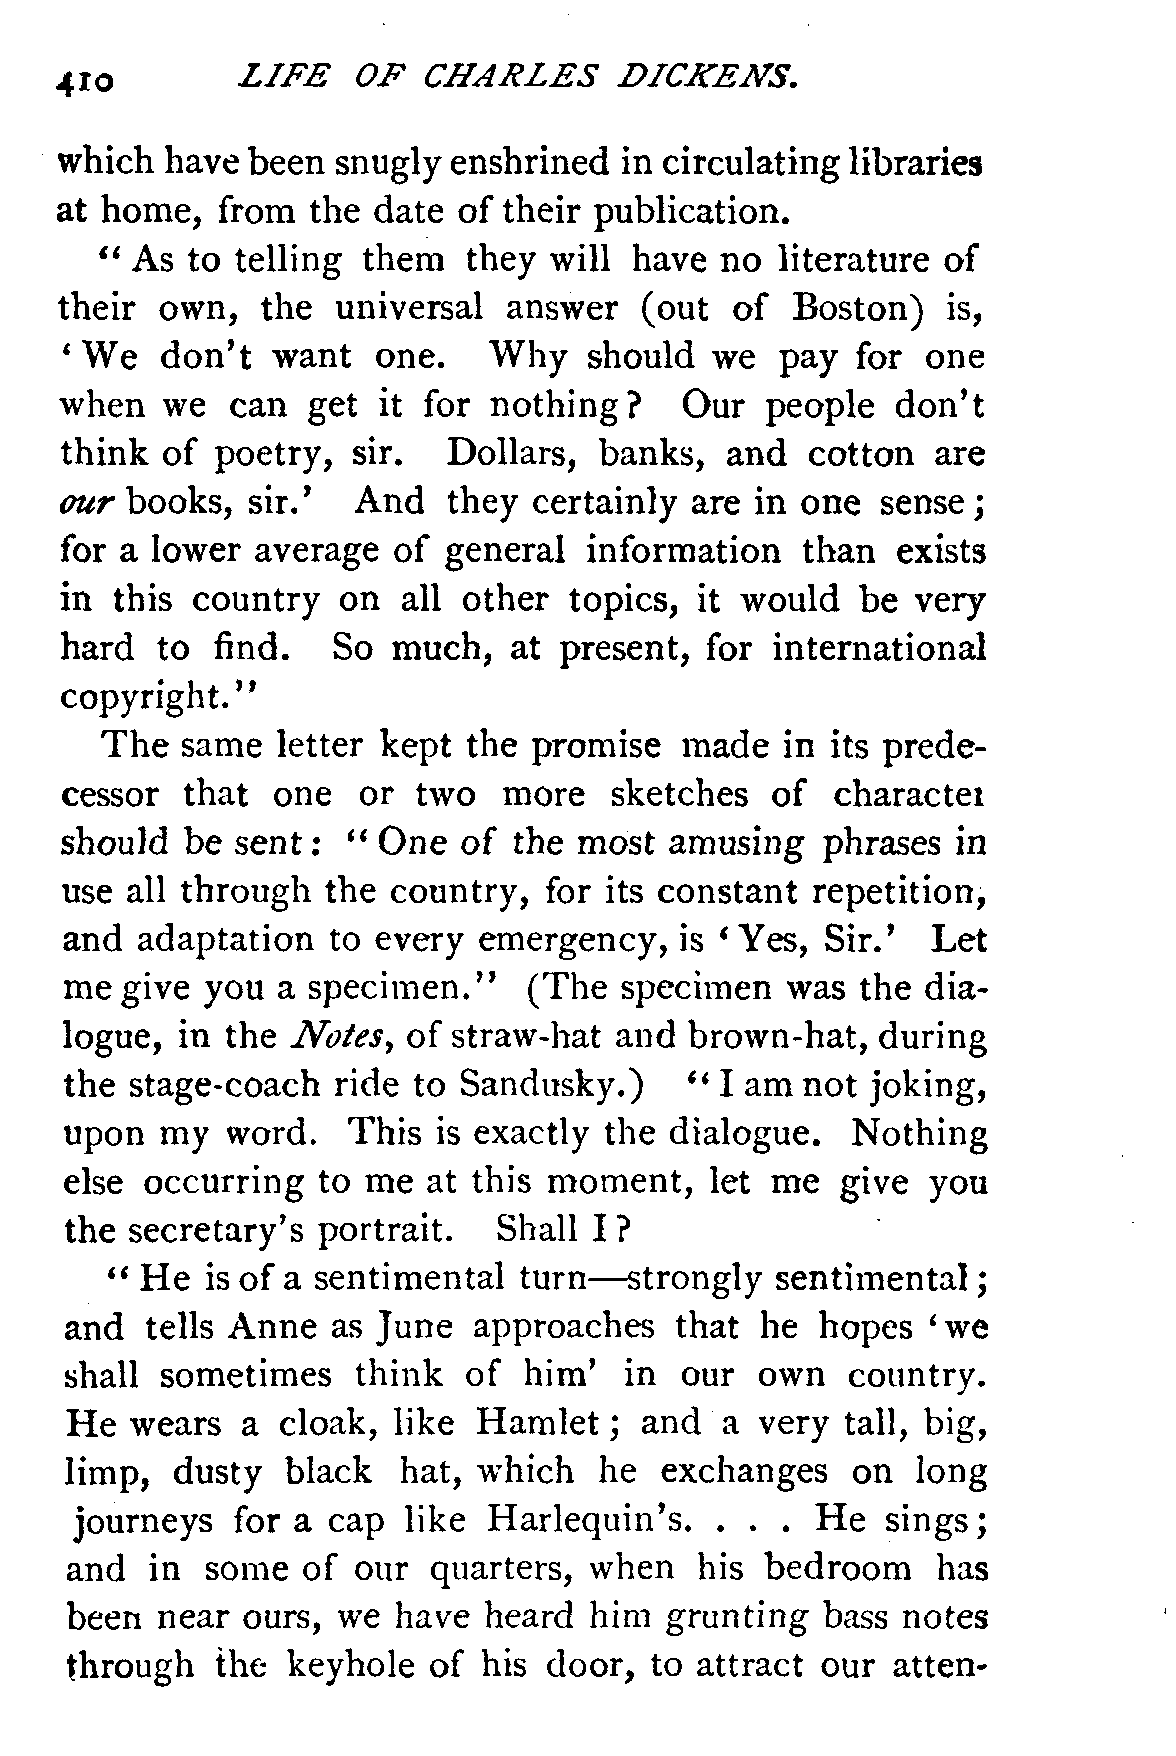 410 LIFE OF CHARLES DICKENS.
which have been snugly enshrined in circulating libraries
at home, from the date of their publication.
“ As to telling them they will have no literature of
their own, the universal answer (out of Boston) is,
‘ We don’t want one. Why should we pay for one
when we can get it for nothing ? Our people don’t
think of poetry, sir. Dollars, banks, and cotton are
our books, sir.’ And they certainly are in one sense ;
for a lower average of general information than exists
in this country on all other topics, it would be very
hard to find. So much, at present, for international
copyright.”
The same letter kept the promise made in its prede-
cessor that one or two more sketches of character
should be sent : “ One of the most amusing phrases in
use all through the country, for its constant repetition,
and adaptation to every emergency, is ‘ Yes, Sir.’ Let
me give you a specimen.” (The specimen was the dia-
logue, in the Notes, of straw-hat and brown-hat, during
the stage-coach ride to Sandusky.) “ I am not joking,
upon my word. This is exactly the dialogue. Nothing
else occurring to me at this moment, let me give you
the secretary’s portrait. Shall I ?
“ He is of a sentimental turn—strongly sentimental ;
and tells Anne as June approaches that he hopes ‘ we
shall sometimes think of him’ in our own country.
He wears a cloak, like Hamlet ; and a very tall, big,
limp, dusty black hat, which he exchanges on long
journeys for a cap like Harlequin’s. . . . He sings ;
and in some of our quarters, when his bedroom has
been near ours, we have heard him grunting bass notes
through the keyhole of his door, to attract our atten-